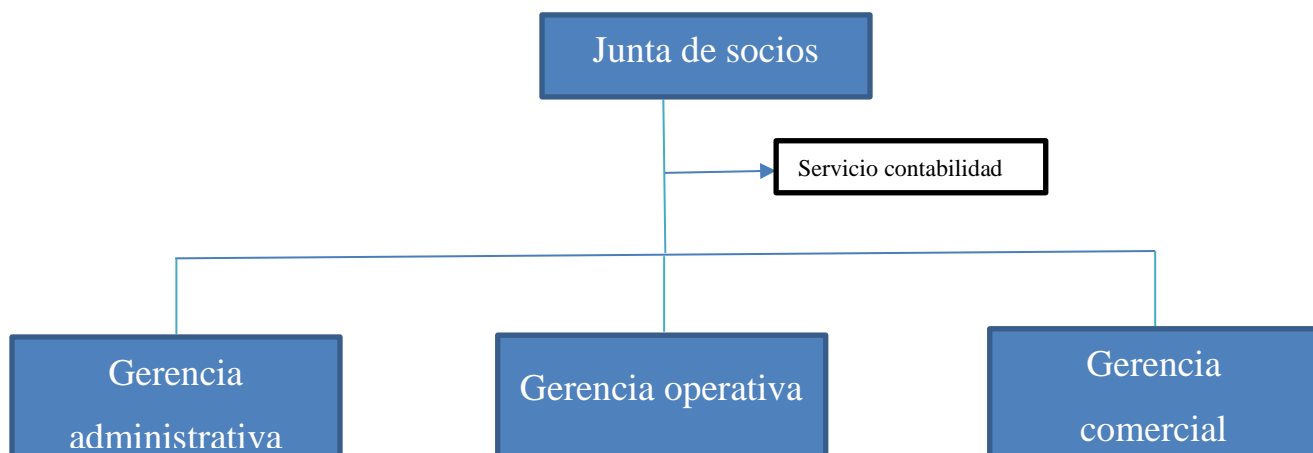 Junta de socios
Servicio contabilidad
Gerencia
administrativa
Gerencia operativa
Gerencia
comercial